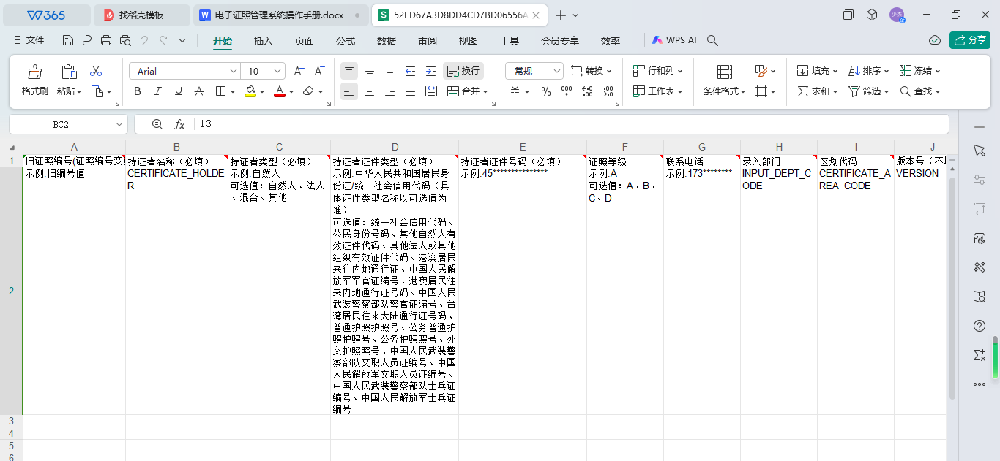 W365 找稻壳模板 电子证照管理系统操作手册.docx 52ED67A3D8DD4CD7BD06556A
文件 开始 插入 页面 公式 数据 审阅 视图 工具 会员专享 效率 WPS AI 分享
Arial 10 换行 常规 转换 行和列 填充 排序 冻结
格式刷 粘贴 合并 工作表 条件格式 求和 筛选 查找
BC2 fx 13
A B C D E F G H I J
1 旧证照编号(证照编号变 持证者名称（必填） 持证者类型（必填） 持证者证件类型（必填） 持证者证件号码（必填） 证照等级 联系电话 录入部门 区划代码 版本号（不
2
示例:旧编号值
CERTIFICATE_HOLDE
R
示例:自然人
可选值：自然人、法人
、混合、其他
示例:中华人民共和国居民身
份证/统一社会信用代码（具
体证件类型名称以可选值为
准）
可选值：统一社会信用代码、
公民身份号码、其他自然人有
效证件代码、其他法人或其他
组织有效证件代码、港澳居民
来往内地通行证、中国人民解
放军军官证编号、港澳居民往
来内地通行证号码、中国人民
武装警察部队警官证编号、台
湾居民往来大陆通行证号码、
普通护照护照号、公务普通护
照护照号、公务护照照号、外
交护照照号、中国人民武装警
察部队文职人员证编号、中国
人民解放军文职人员证编号、
中国人民武装警察部队士兵证
编号、中国人民解放军士兵证
编号
示例:45***************
示例:A
可选值：A、B、
C、D
示例:173********
INPUT_DEPT_C
ODE
CERTIFICATE_A
REA_CODE
VERSION
3
4
5
6